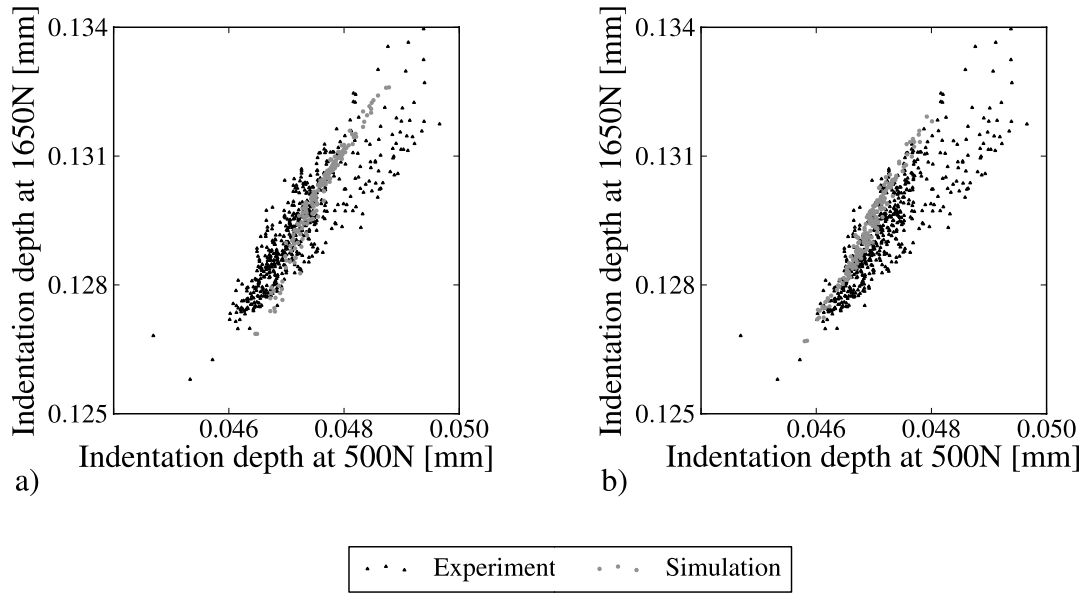 0.134
0.131
0.128
0.125
Indentation depth at 1650N [mm]
0.046 0.048 0.050
Indentation depth at 500N [mm]
a)
0.134
0.131
0.128
0.125
Indentation depth at 1650N [mm]
0.046 0.048 0.050
Indentation depth at 500N [mm]
b)
Experiment Simulation